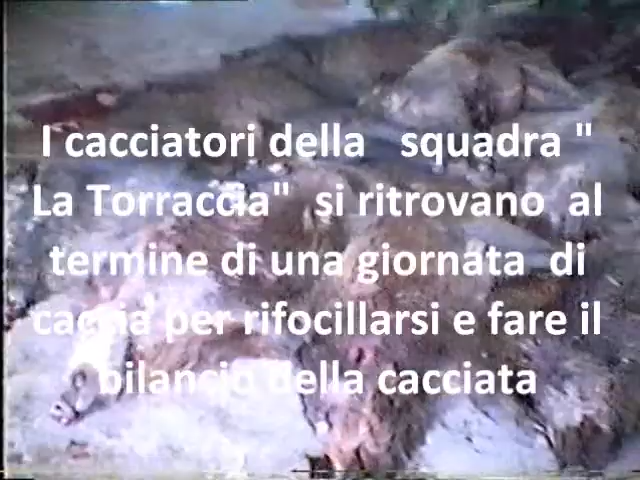 I cacciatori della squadra "
La Torraccia" si ritrovano al
termine di una giornata di
caccia per rifocillarsi e fare il
bilancio della cacciata